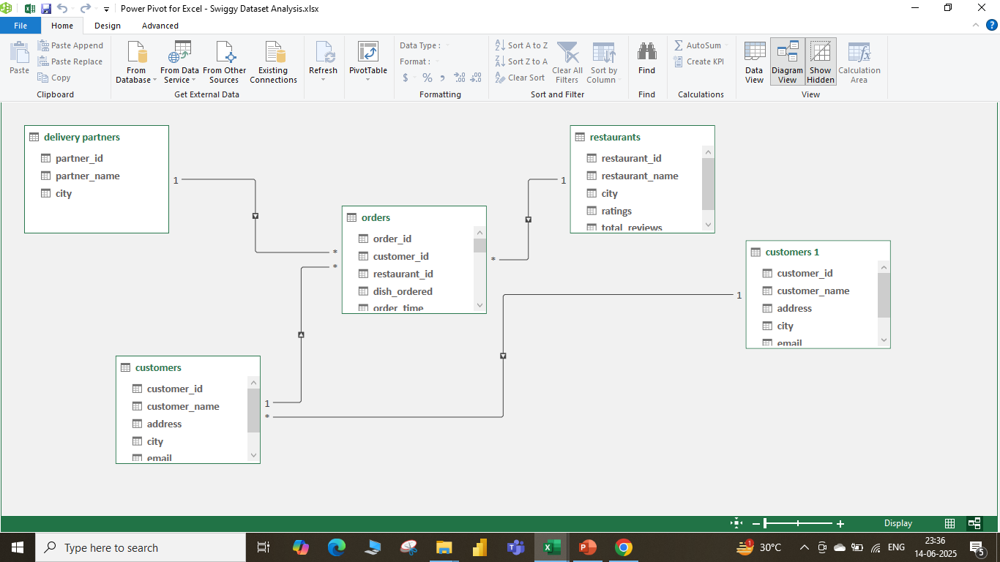 Power Pivot for Excel - Swiggy Dataset Analysis.xlsx
File Home Design Advanced
Paste
Paste Append
Paste Replace
Copy
Clipboard
From Database
From Data Service
From Other Sources
Existing Connections
Get External Data
Refresh
PivotTable
Data Type :
Format :
$ % , .00 .00
Formatting
Sort A to Z
Sort Z to A
Clear Sort
Clear All Filters
Sort by Column
Sort and Filter
Find
Find
AutoSum
Create KPI
Calculations
Data View
Diagram View
Show Hidden
Calculation Area
View
delivery partners
partner_id
partner_name
city
1
*
*
orders
order_id
customer_id
restaurant_id
dish_ordered
order_time
*
1
restaurants
restaurant_id
restaurant_name
city
ratings
total_reviews
customers 1
customer_id
customer_name
address
city
email
1
customers
customer_id
customer_name
address
city
email
1
*
Display
Type here to search
1
30°C
ENG
23:36
14-06-2025
5